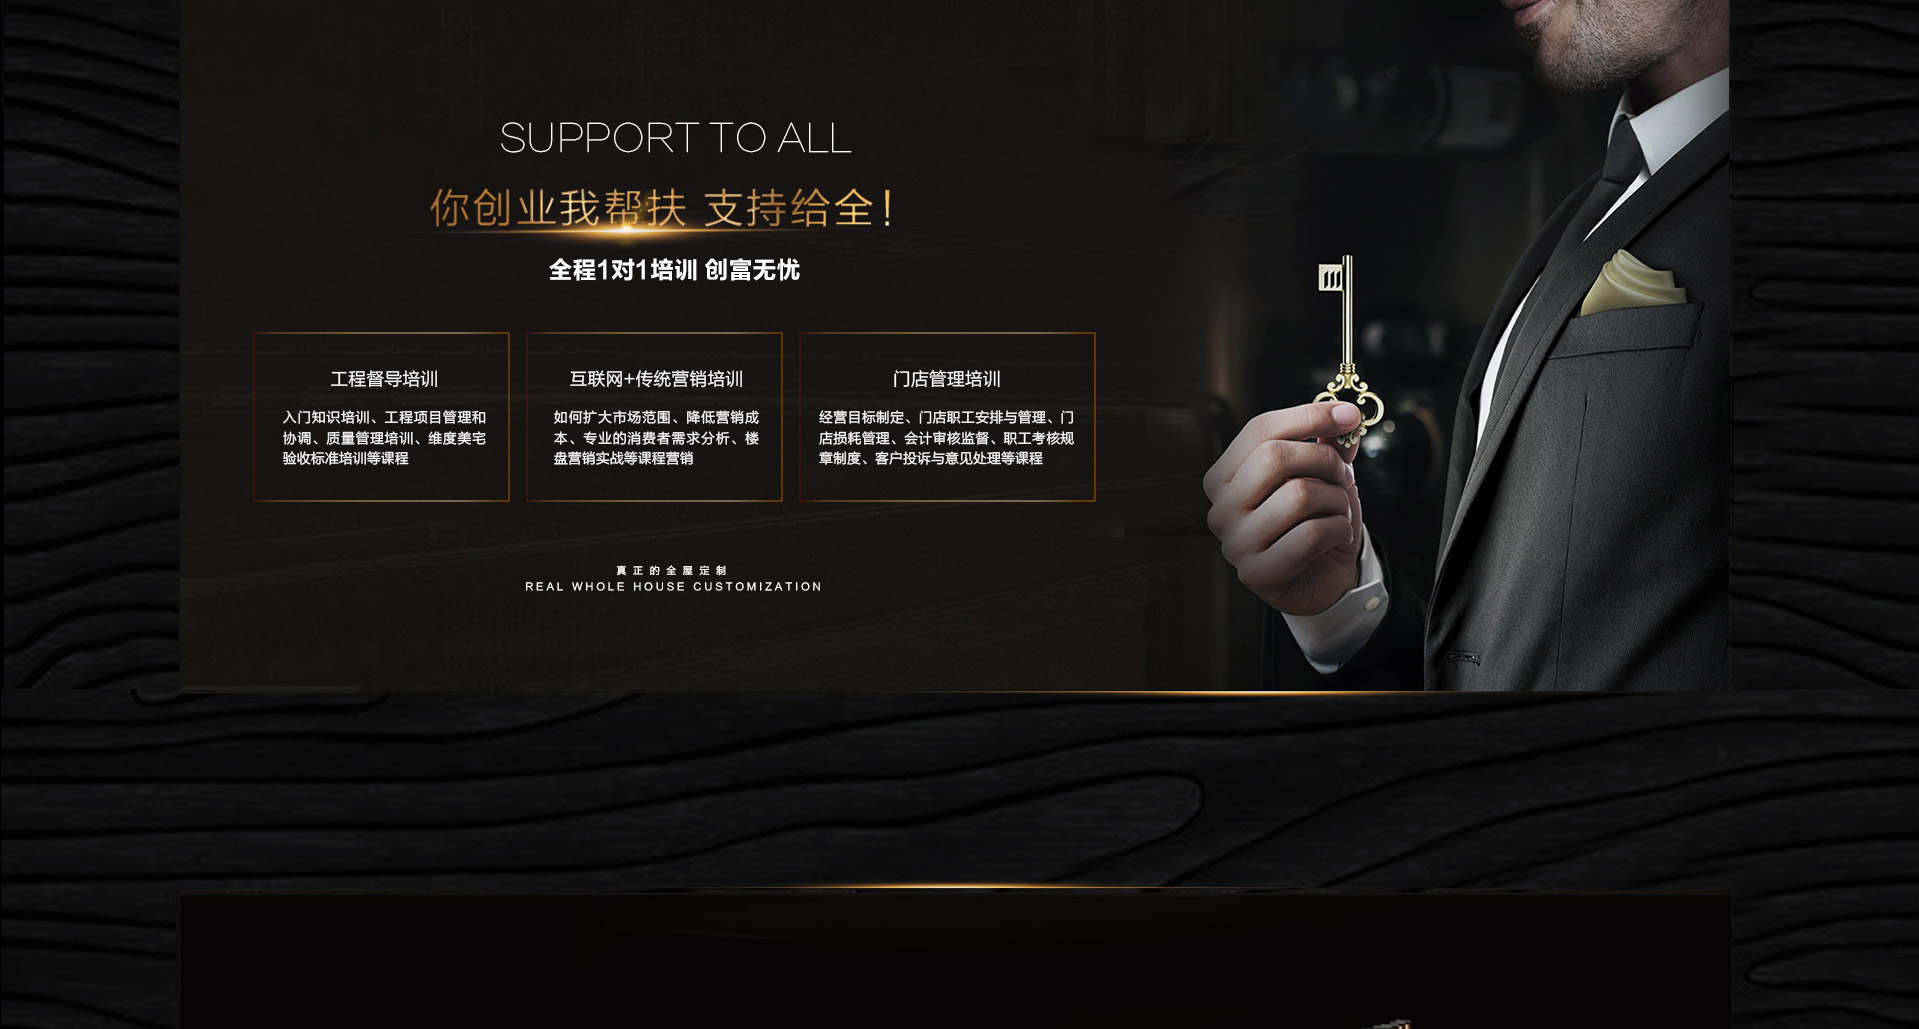 SUPPORT TO ALL
你创业我帮扶 支持给全!
全程1对1培训 创富无忧
工程督导培训
入门知识培训、工程项目管理和
协调、质量管理培训、维度美宅
验收标准培训等课程
互联网+传统营销培训
如何扩大市场范围、降低营销成
本、专业的消费者需求分析、楼
盘营销实战等课程营销
门店管理培训
经营目标制定、门店职工安排与管理、门
店损耗管理、会计审核监督、职工考核规
章制度、客户投诉与意见处理等课程
真正的全屋定制
REAL WHOLE HOUSE CUSTOMIZATION